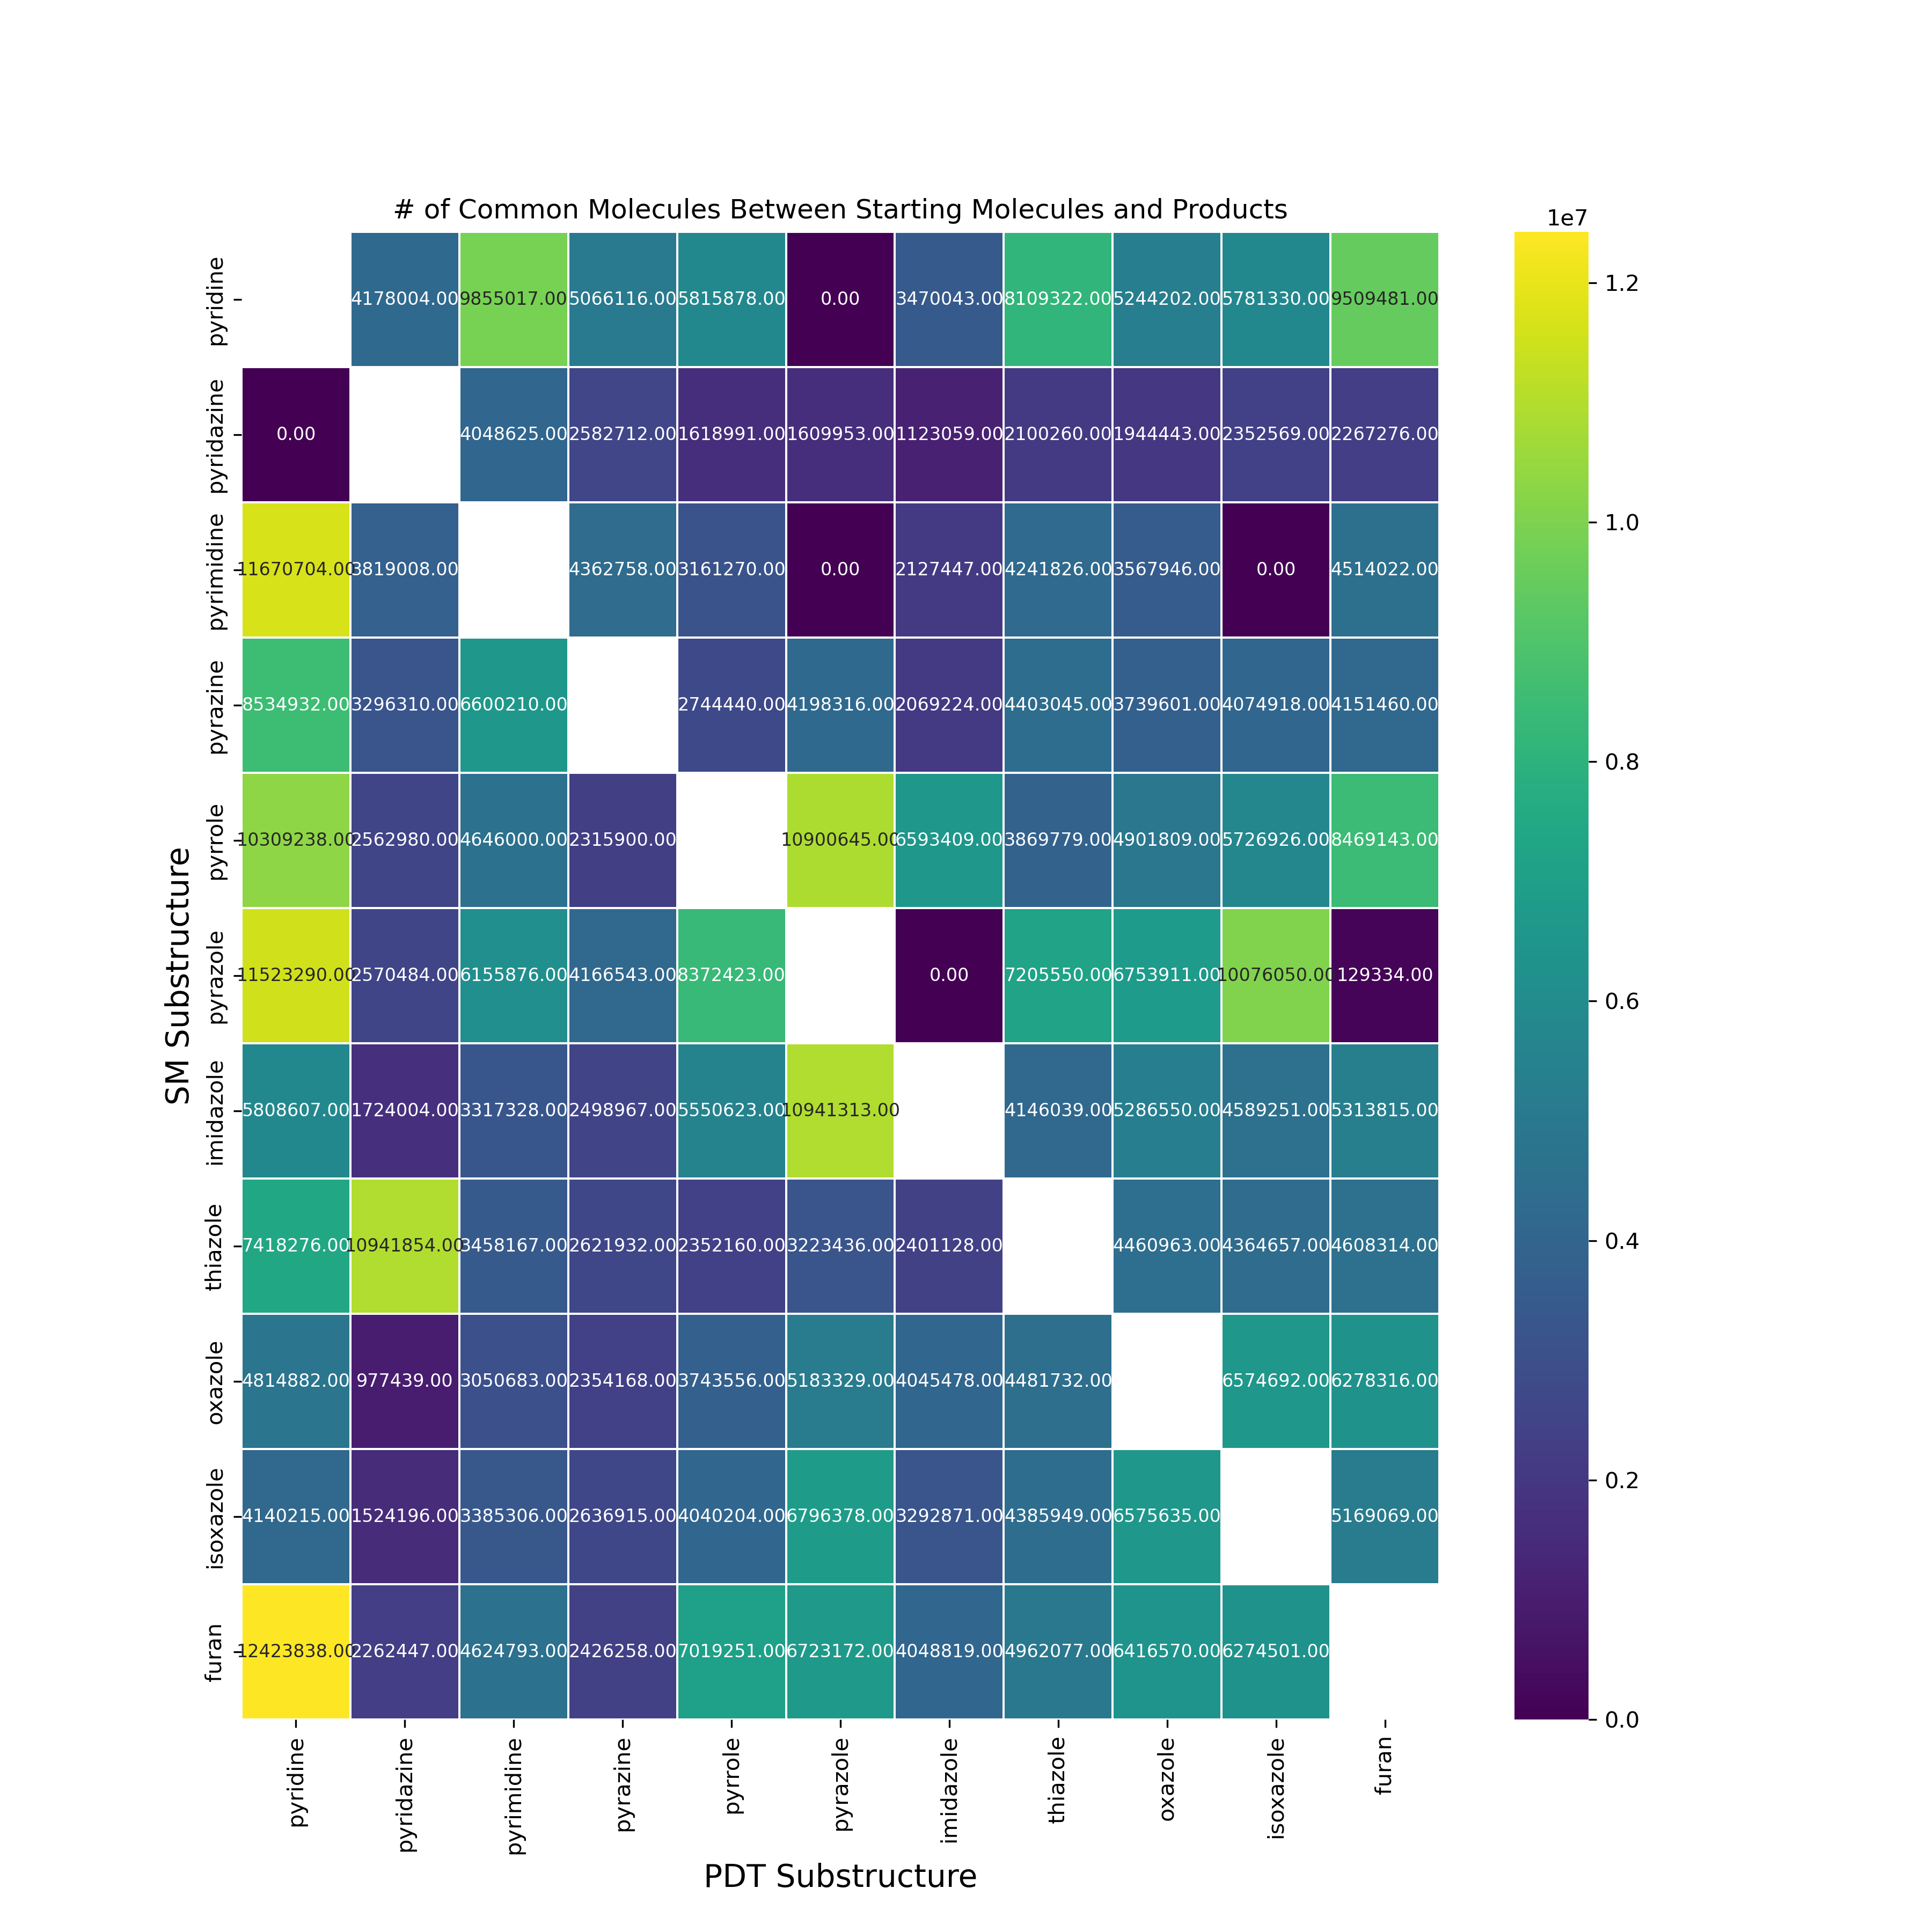 # of Common Molecules Between Starting Molecules and Products
1e7
pyridine 4178004.00 9855017.00 5066116.00 5815878.00 0.00 3470043.00 8109322.00 5244202.00 5781330.00 9509481.00
pyridazine 0.00 4048625.00 2582712.00 1618991.00 1609953.00 1123059.00 2100260.00 1944443.00 2352569.00 2267276.00
pyrimidine 11670704.00 3819008.00 4362758.00 3161270.00 0.00 2127447.00 4241826.00 3567946.00 0.00 4514022.00
pyrazine 8534932.00 3296310.00 6600210.00 2744440.00 4198316.00 2069224.00 4403045.00 3739601.00 4074918.00 4151460.00
pyrrole 10309238.00 2562980.00 4646000.00 2315900.00 10900645.00 6593409.00 3869779.00 4901809.00 5726926.00 8469143.00
pyrazole 11523290.00 2570484.00 6155876.00 4166543.00 8372423.00 0.00 7205550.00 6753911.00 10076050.00 129334.00
imidazole 5808607.00 1724004.00 3317328.00 2498967.00 5550623.00 10941313.00 4146039.00 5286550.00 4589251.00 5313815.00
thiazole 7418276.00 10941854.00 3458167.00 2621932.00 2352160.00 3223436.00 2401128.00 4460963.00 4364657.00 4608314.00
oxazole 4814882.00 977439.00 3050683.00 2354168.00 3743556.00 5183329.00 4045478.00 4481732.00 6574692.00 6278316.00
isoxazole 4140215.00 1524196.00 3385306.00 2636915.00 4040204.00 6796378.00 3292871.00 4385949.00 6575635.00 5169069.00
furan 12423838.00 2262447.00 4624793.00 2426258.00 7019251.00 6723172.00 4048819.00 4962077.00 6416570.00 6274501.00
SM Substructure
pyridine pyridazine pyrimidine pyrazine pyrrole pyrazole imidazole thiazole oxazole isoxazole furan
PDT Substructure
1.2
1.0
0.8
0.6
0.4
0.2
0.0